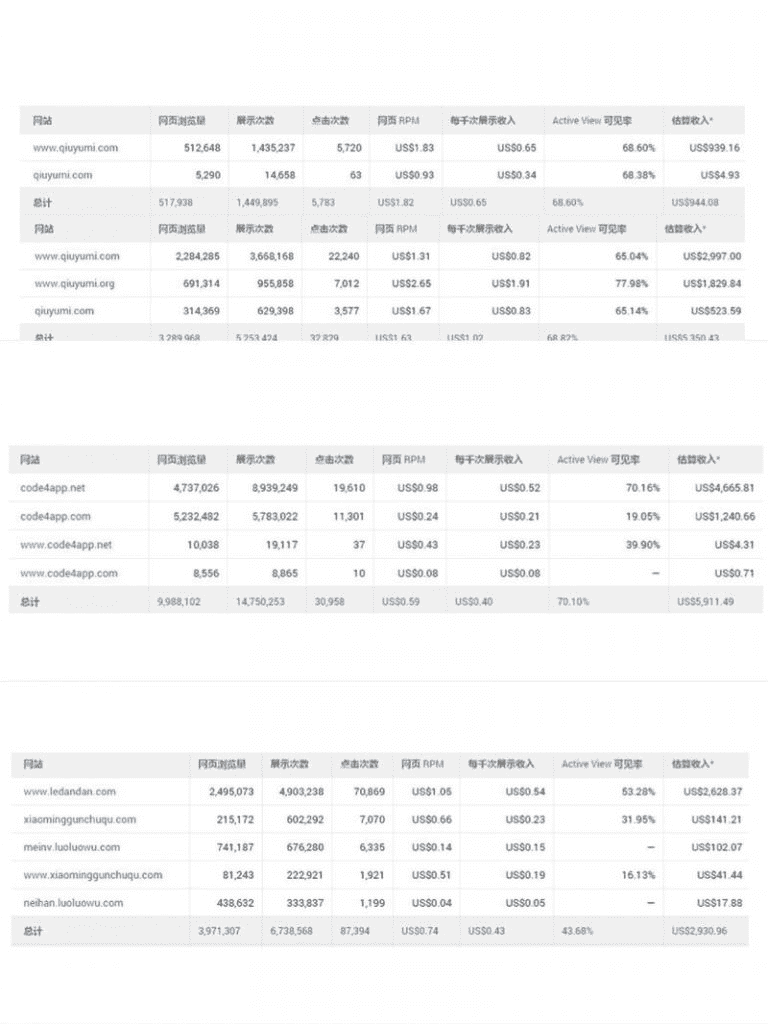 网站 网页浏览量 展示次数 点击次数 网页 RPM 每千次展示收入 Active View 可见率 估算收入*
www.qiuyumi.com 512,648 1,435,237 5,720 US$1.83 US$0.65 68.60% US$939.16
qiuyumi.com 5,290 14,658 63 US$0.93 US$0.34 68.38% US$4.93
总计 517,938 1,449,895 5,783 US$1.82 US$0.65 68.60% US$944.08
网站 网页浏览量 展示次数 点击次数 网页 RPM 每千次展示收入 Active View 可见率 估算收入*
www.qiuyumi.com 2,284,285 3,668,168 22,240 US$1.31 US$0.82 65.04% US$2,997.00
www.qiuyumi.org 691,314 955,858 7,012 US$2.65 US$1.91 77.98% US$1,829.84
qiuyumi.com 314,369 629,398 3,577 US$1.67 US$0.83 65.14% US$523.59
总计 3,289,968 5,253,424 32,829 US$1.63 US$1.02 68.82% US$5,350.43
网站 网页浏览量 展示次数 点击次数 网页 RPM 每千次展示收入 Active View 可见率 估算收入*
code4app.net 4,737,026 8,939,249 19,610 US$0.98 US$0.52 70.16% US$4,665.81
code4app.com 5,232,482 5,783,022 11,301 US$0.24 US$0.21 19.05% US$1,240.66
www.code4app.net 10,038 19,117 37 US$0.43 US$0.23 39.90% US$4.31
www.code4app.com 8,556 8,865 10 US$0.08 US$0.08 — US$0.71
总计 9,988,102 14,750,253 30,958 US$0.59 US$0.40 70.10% US$5,911.49
网站 网页浏览量 展示次数 点击次数 网页 RPM 每千次展示收入 Active View 可见率 估算收入*
www.ledandan.com 2,495,073 4,903,238 70,869 US$1.05 US$0.54 53.28% US$2,628.37
xiaominggunchuqu.com 215,172 602,292 7,070 US$0.66 US$0.23 31.95% US$141.21
meinv.luoluowu.com 741,187 676,280 6,335 US$0.14 US$0.15 — US$102.07
www.xiaominggunchuqu.com 81,243 222,921 1,921 US$0.51 US$0.19 16.13% US$41.44
neihan.luoluowu.com 438,632 333,837 1,199 US$0.04 US$0.05 — US$17.88
总计 3,971,307 6,738,568 87,394 US$0.74 US$0.43 43.68% US$2,930.96